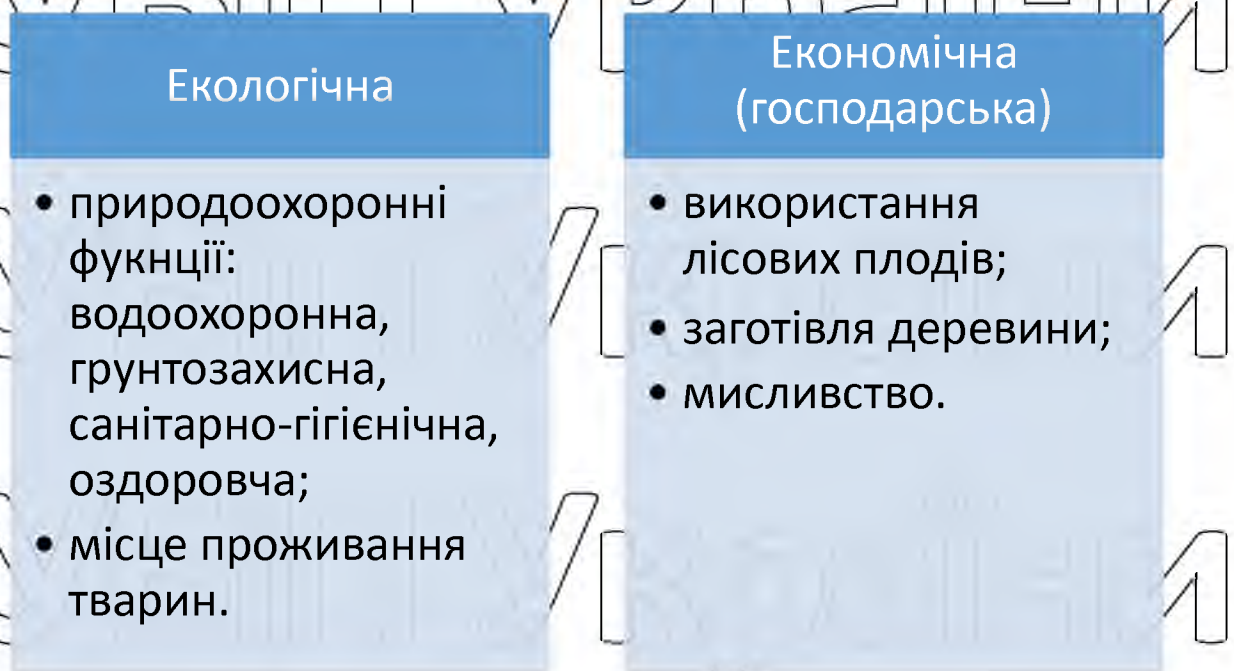 Екологічна
• природоохоронні
фукнції:
водоохоронна,
грунтозахисна,
санітарно-гігієнічна,
оздоровча;
• місце проживання
тварин.
Економічна
(господарська)
• використання
лісових плодів;
• заготівля деревини;
• мисливство.